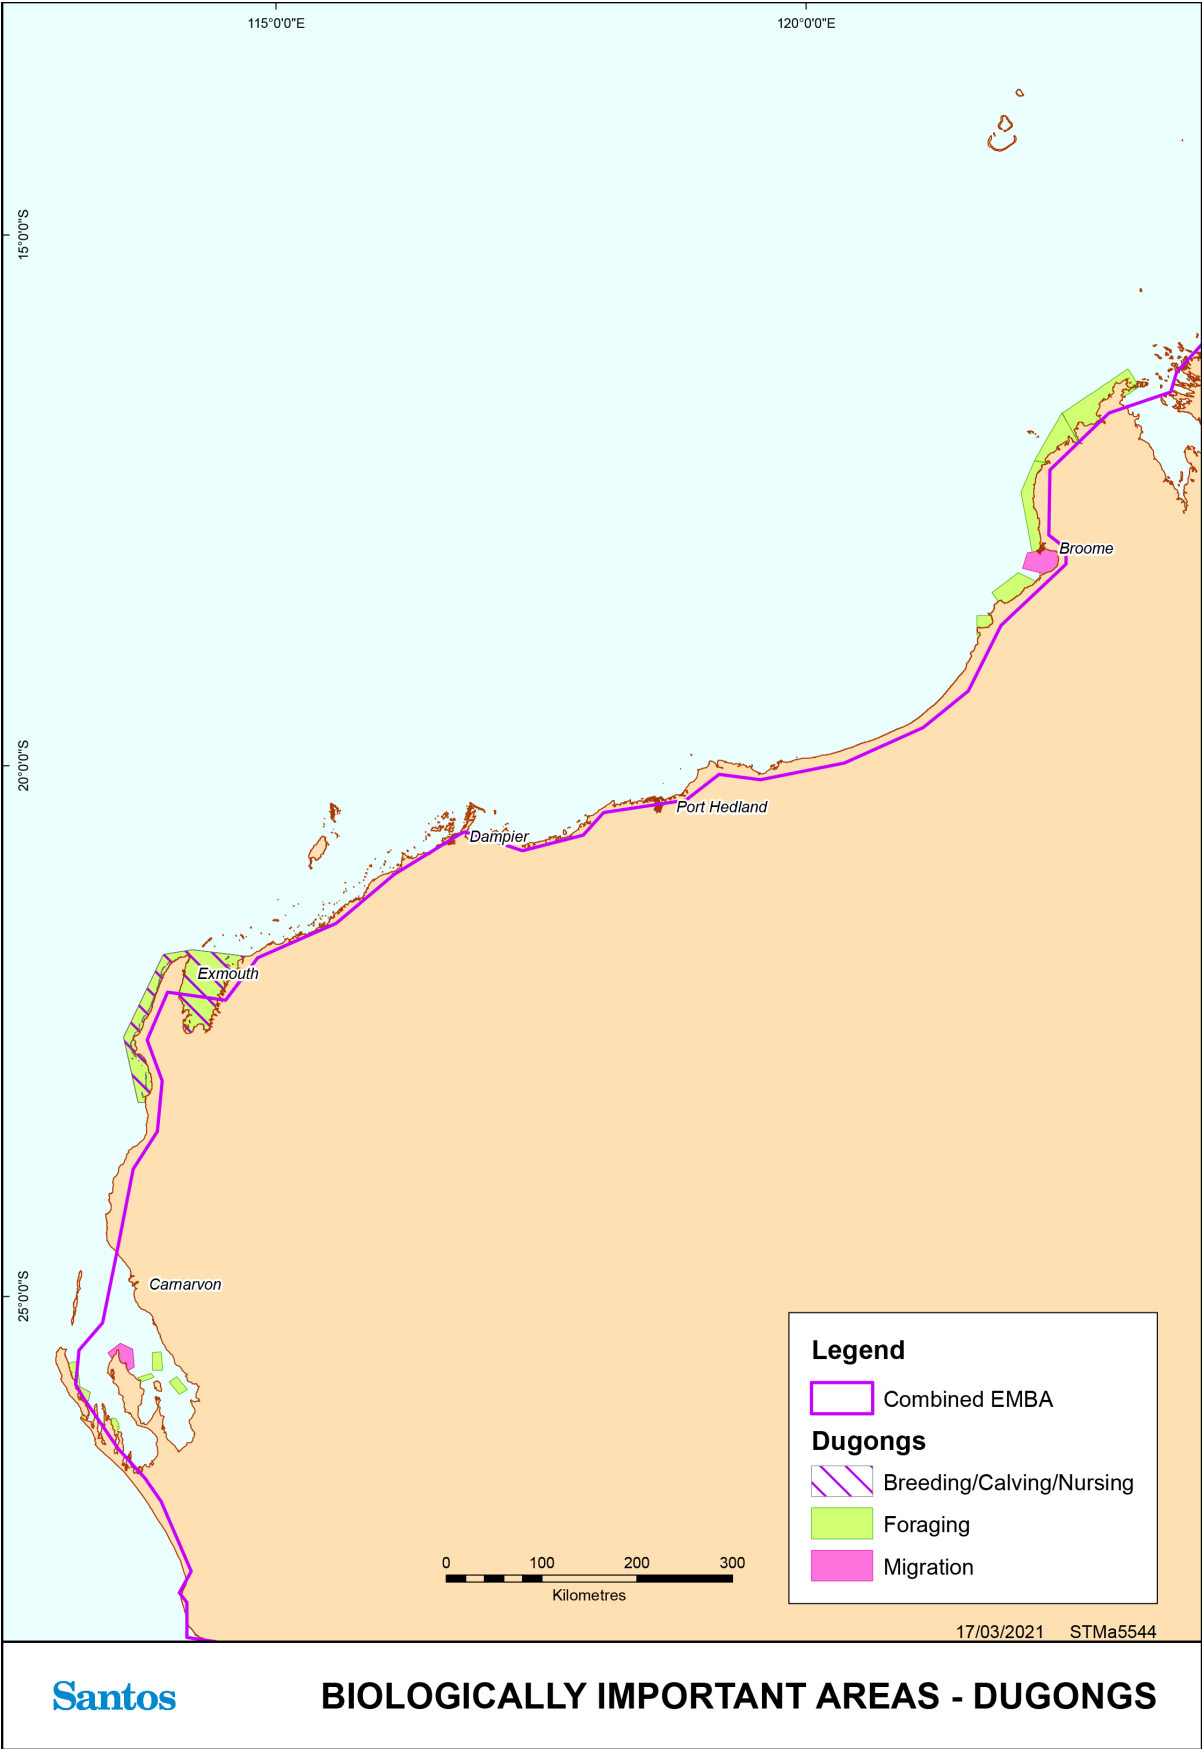 115°0'0"E
120°0'0"E
15°0'0"S
Broome
20°0'0"S
Port Hedland
Dampier
Exmouth
25°0'0"S
Carnarvon
Legend
Combined EMBA
Dugongs
Breeding/Calving/Nursing
Foraging
Migration
0 100 200 300
Kilometres
17/03/2021 STMa5544
Santos
BIOLOGICALLY IMPORTANT AREAS - DUGONGS